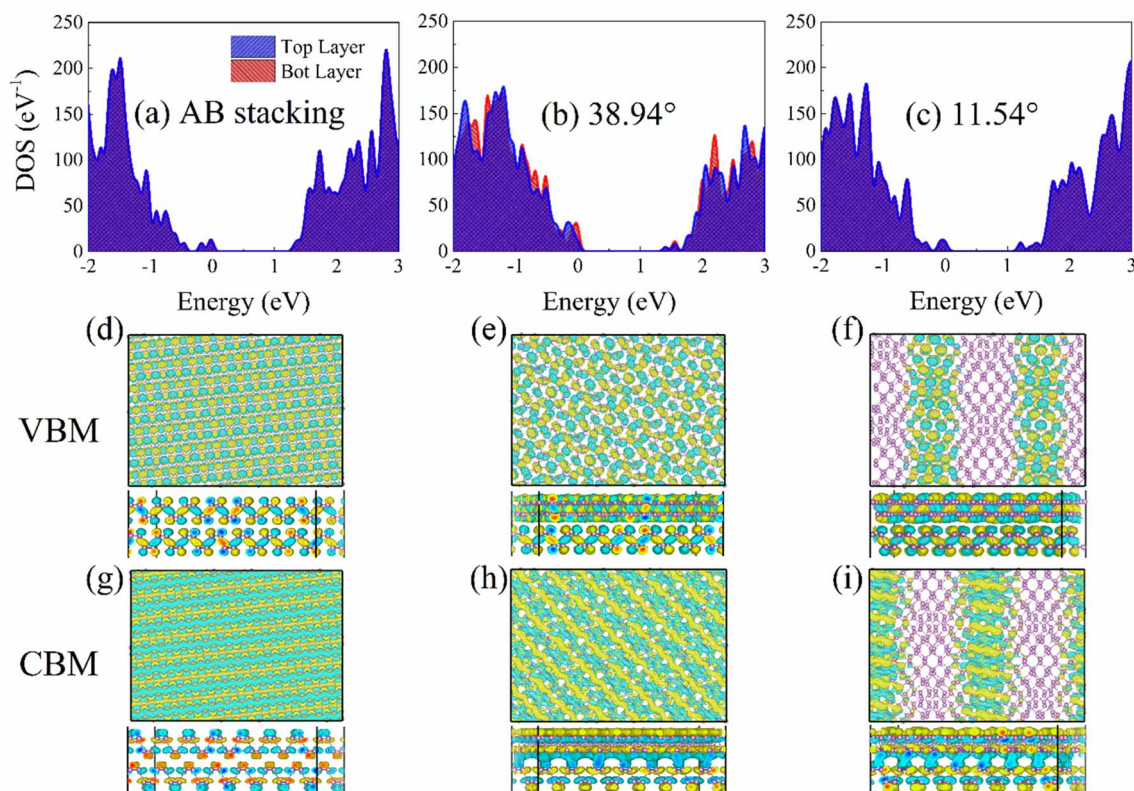 250
200
150
100
50
0
DOS (eV⁻¹)
Top Layer
Bot Layer
(a) AB stacking
-2 -1 0 1 2 3
Energy (eV)
250
200
150
100
50
0
(b) 38.94°
-2 -1 0 1 2 3
Energy (eV)
250
200
150
100
50
0
(c) 11.54°
-2 -1 0 1 2 3
Energy (eV)
(d)
(e)
(f)
VBM
(g)
(h)
(i)
CBM